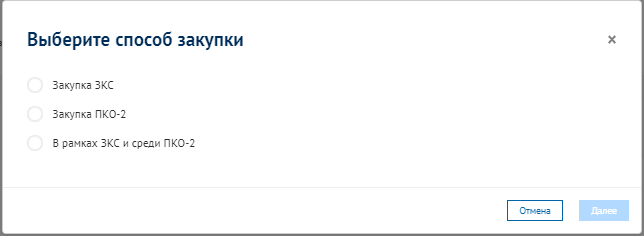 Выберите способ закупки
×
Закупка ЗКС
Закупка ПКО-2
В рамках ЗКС и среди ПКО-2
Отмена
Далее